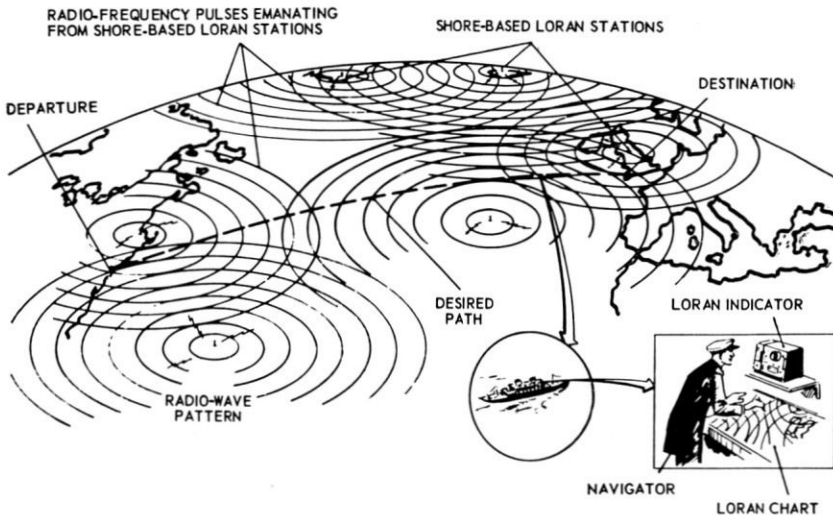 RADIO-FREQUENCY PULSES EMANATING
FROM SHORE-BASED LORAN STATIONS
SHORE-BASED LORAN STATIONS
DEPARTURE
DESTINATION
DESIRED
PATH
LORAN INDICATOR
RADIO-WAVE
PATTERN
NAVIGATOR
LORAN CHART